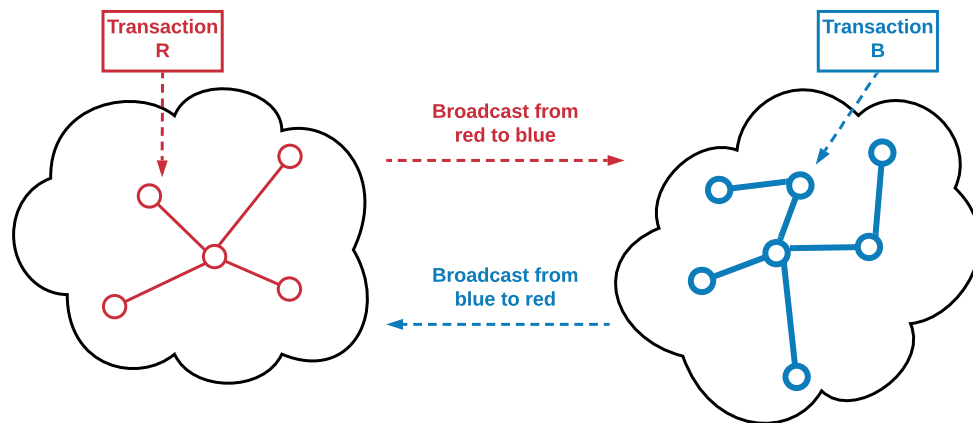 Transaction
R
Transaction
B
Broadcast from
red to blue
Broadcast from
blue to red